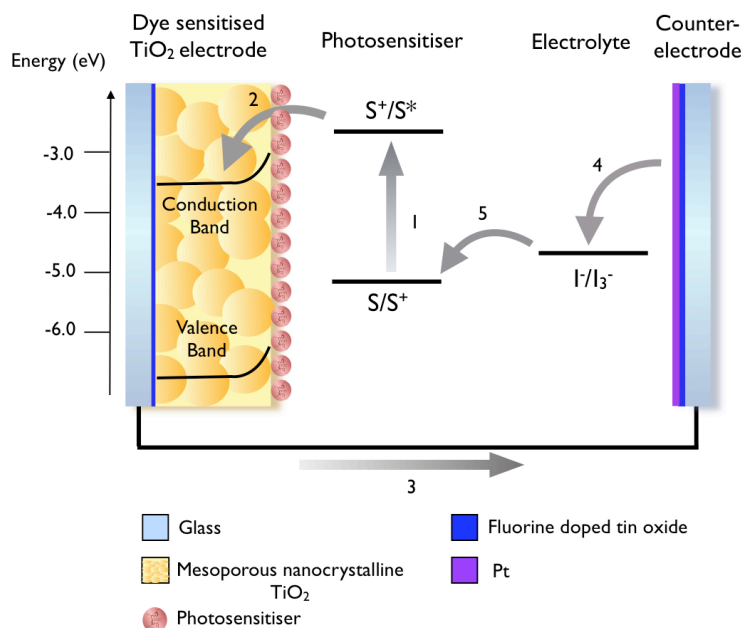 Dye sensitised
TiO₂ electrode
Photosensitiser
Electrolyte
Counter-
electrode
Energy (eV)
2
S⁺/S*
-3.0
4
Conduction
Band
-4.0
1
5
-5.0
I⁻/I₃⁻
S/S⁺
-6.0
Valence
Band
3
Glass
Fluorine doped tin oxide
Mesoporous nanocrystalline
TiO₂
Pt
Photosensitiser